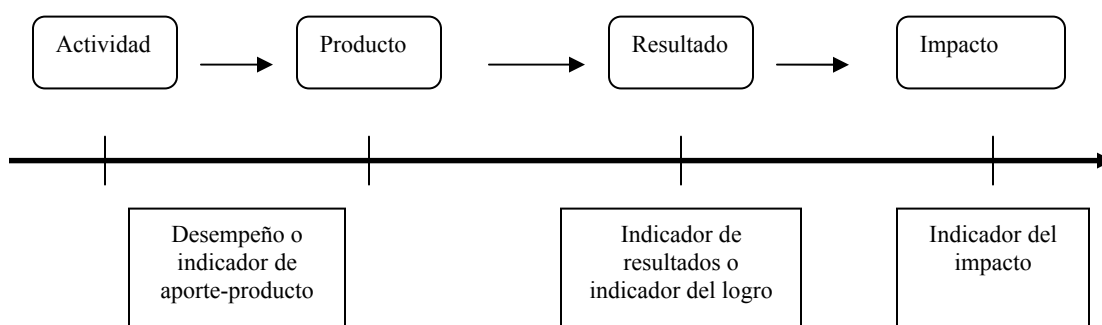 Actividad
Producto
Resultado
Impacto
Desempeño o
indicador de
aporte-producto
Indicador de
resultados o
indicador del logro
Indicador del
impacto